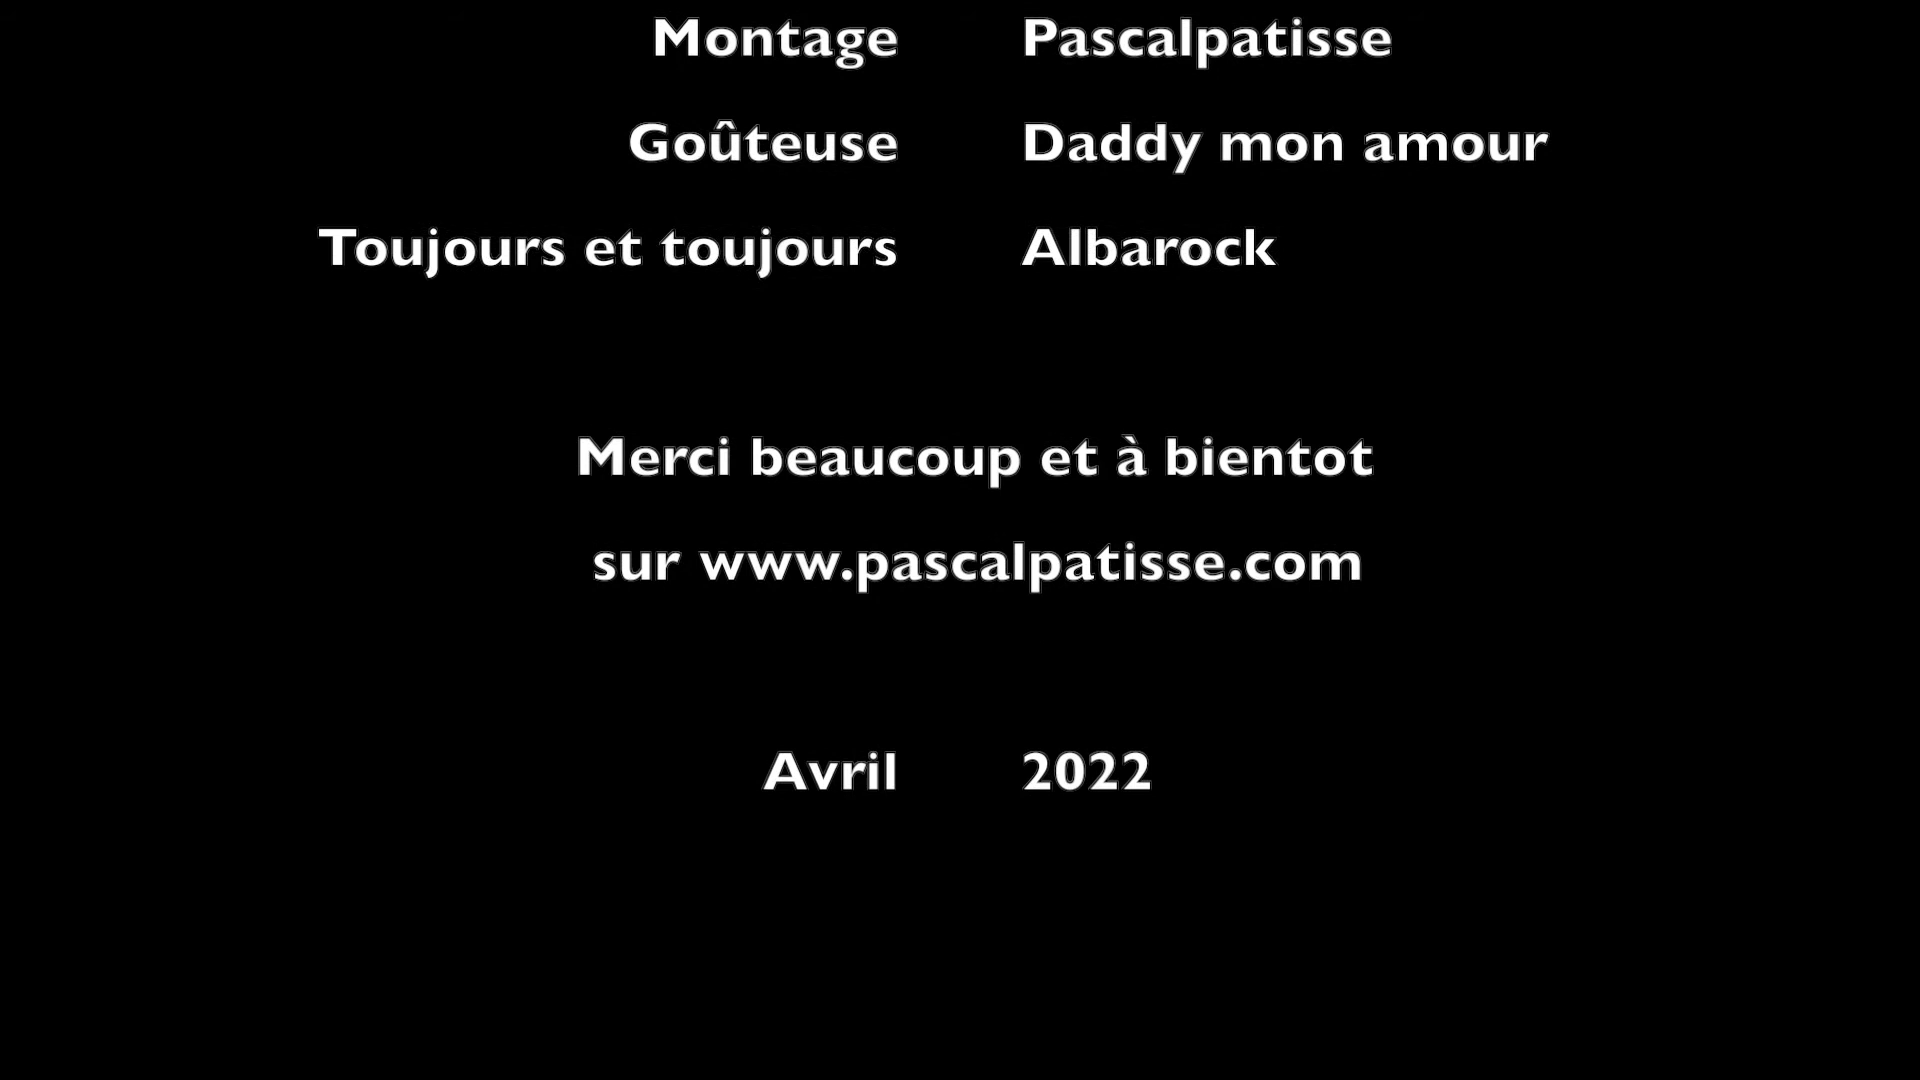 Montage Pascalpatisse
Goûteuse Daddy mon amour
Toujours et toujours Albarock
Merci beaucoup et à bientot
sur www.pascalpatisse.com
Avril 2022